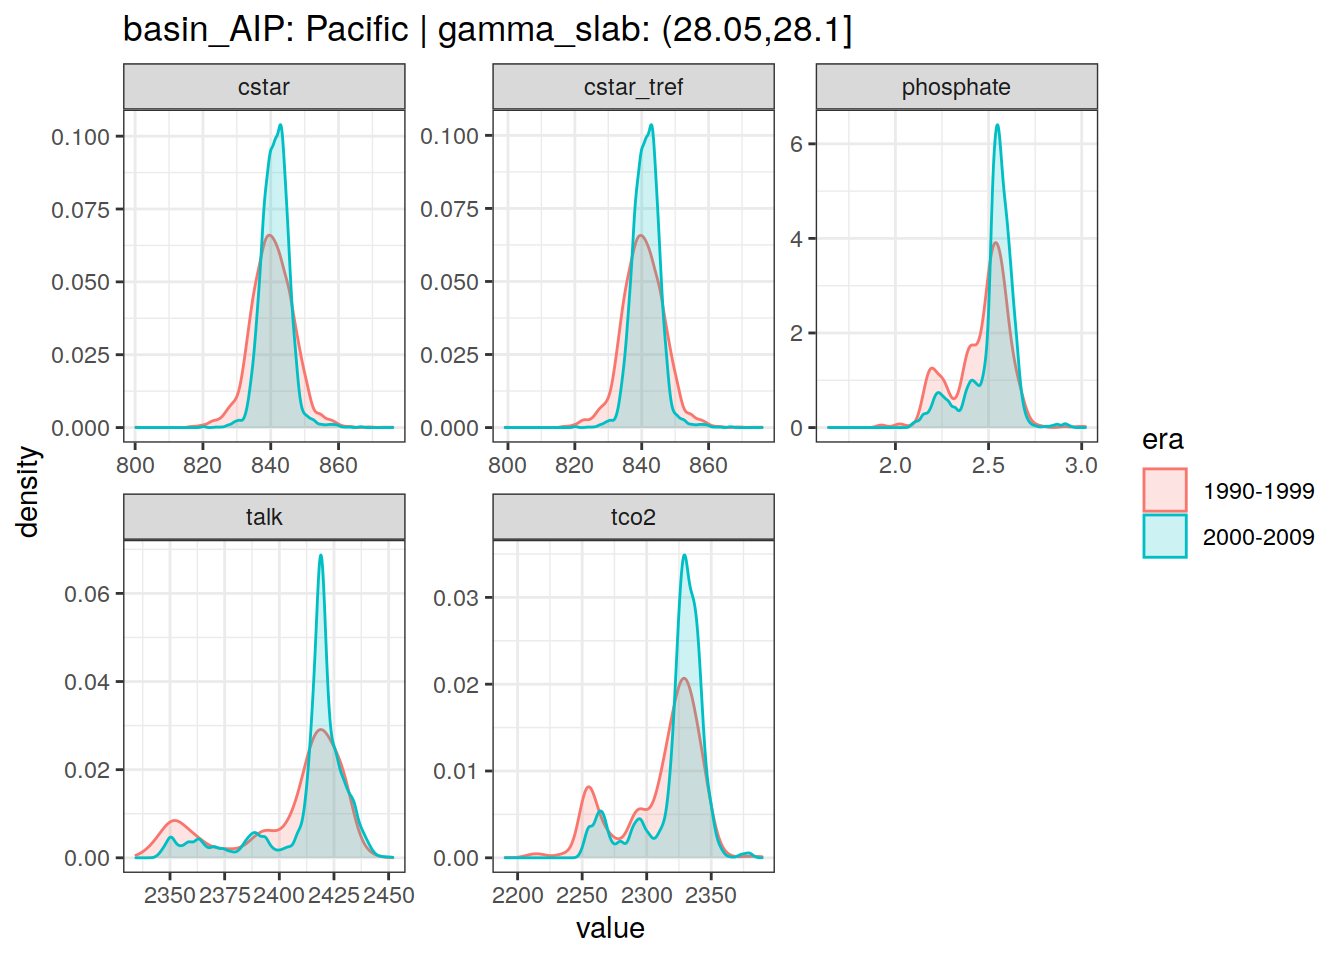 basin_AIP: Pacific | gamma_slab: (28.05,28.1]
cstar
cstar_tref
phosphate
0.100
0.075
0.050
0.025
0.000
800 820 840 860
0.100
0.075
0.050
0.025
0.000
800 820 840 860
6
4
2
0
2.0 2.5 3.0
talk
tco2
0.06
0.04
0.02
0.00
2350 2375 2400 2425 2450
0.03
0.02
0.01
0.00
2200 2250 2300 2350
density
value
era
1990-1999
2000-2009